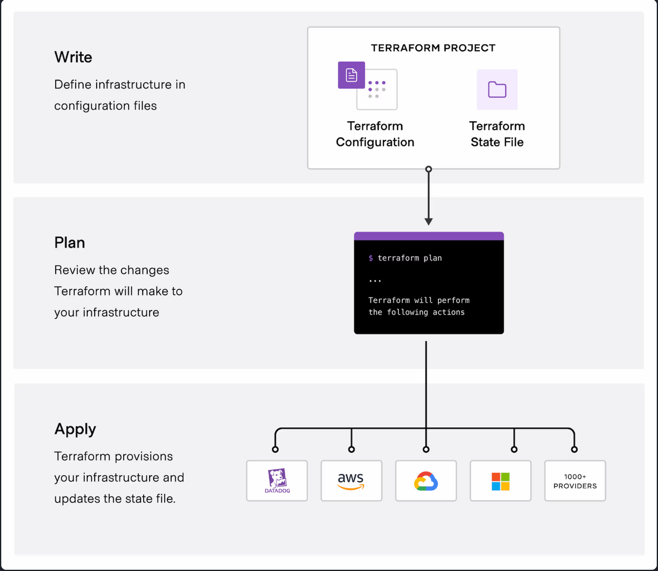 Write
Define infrastructure in
configuration files
TERRAFORM PROJECT
Terraform
Configuration
Terraform
State File
Plan
Review the changes
Terraform will make to
your infrastructure
$ terraform plan
...
Terraform will perform
the following actions
Apply
Terraform provisions
your infrastructure and
updates the state file.
DATADOG
aws
1000+
PROVIDERS